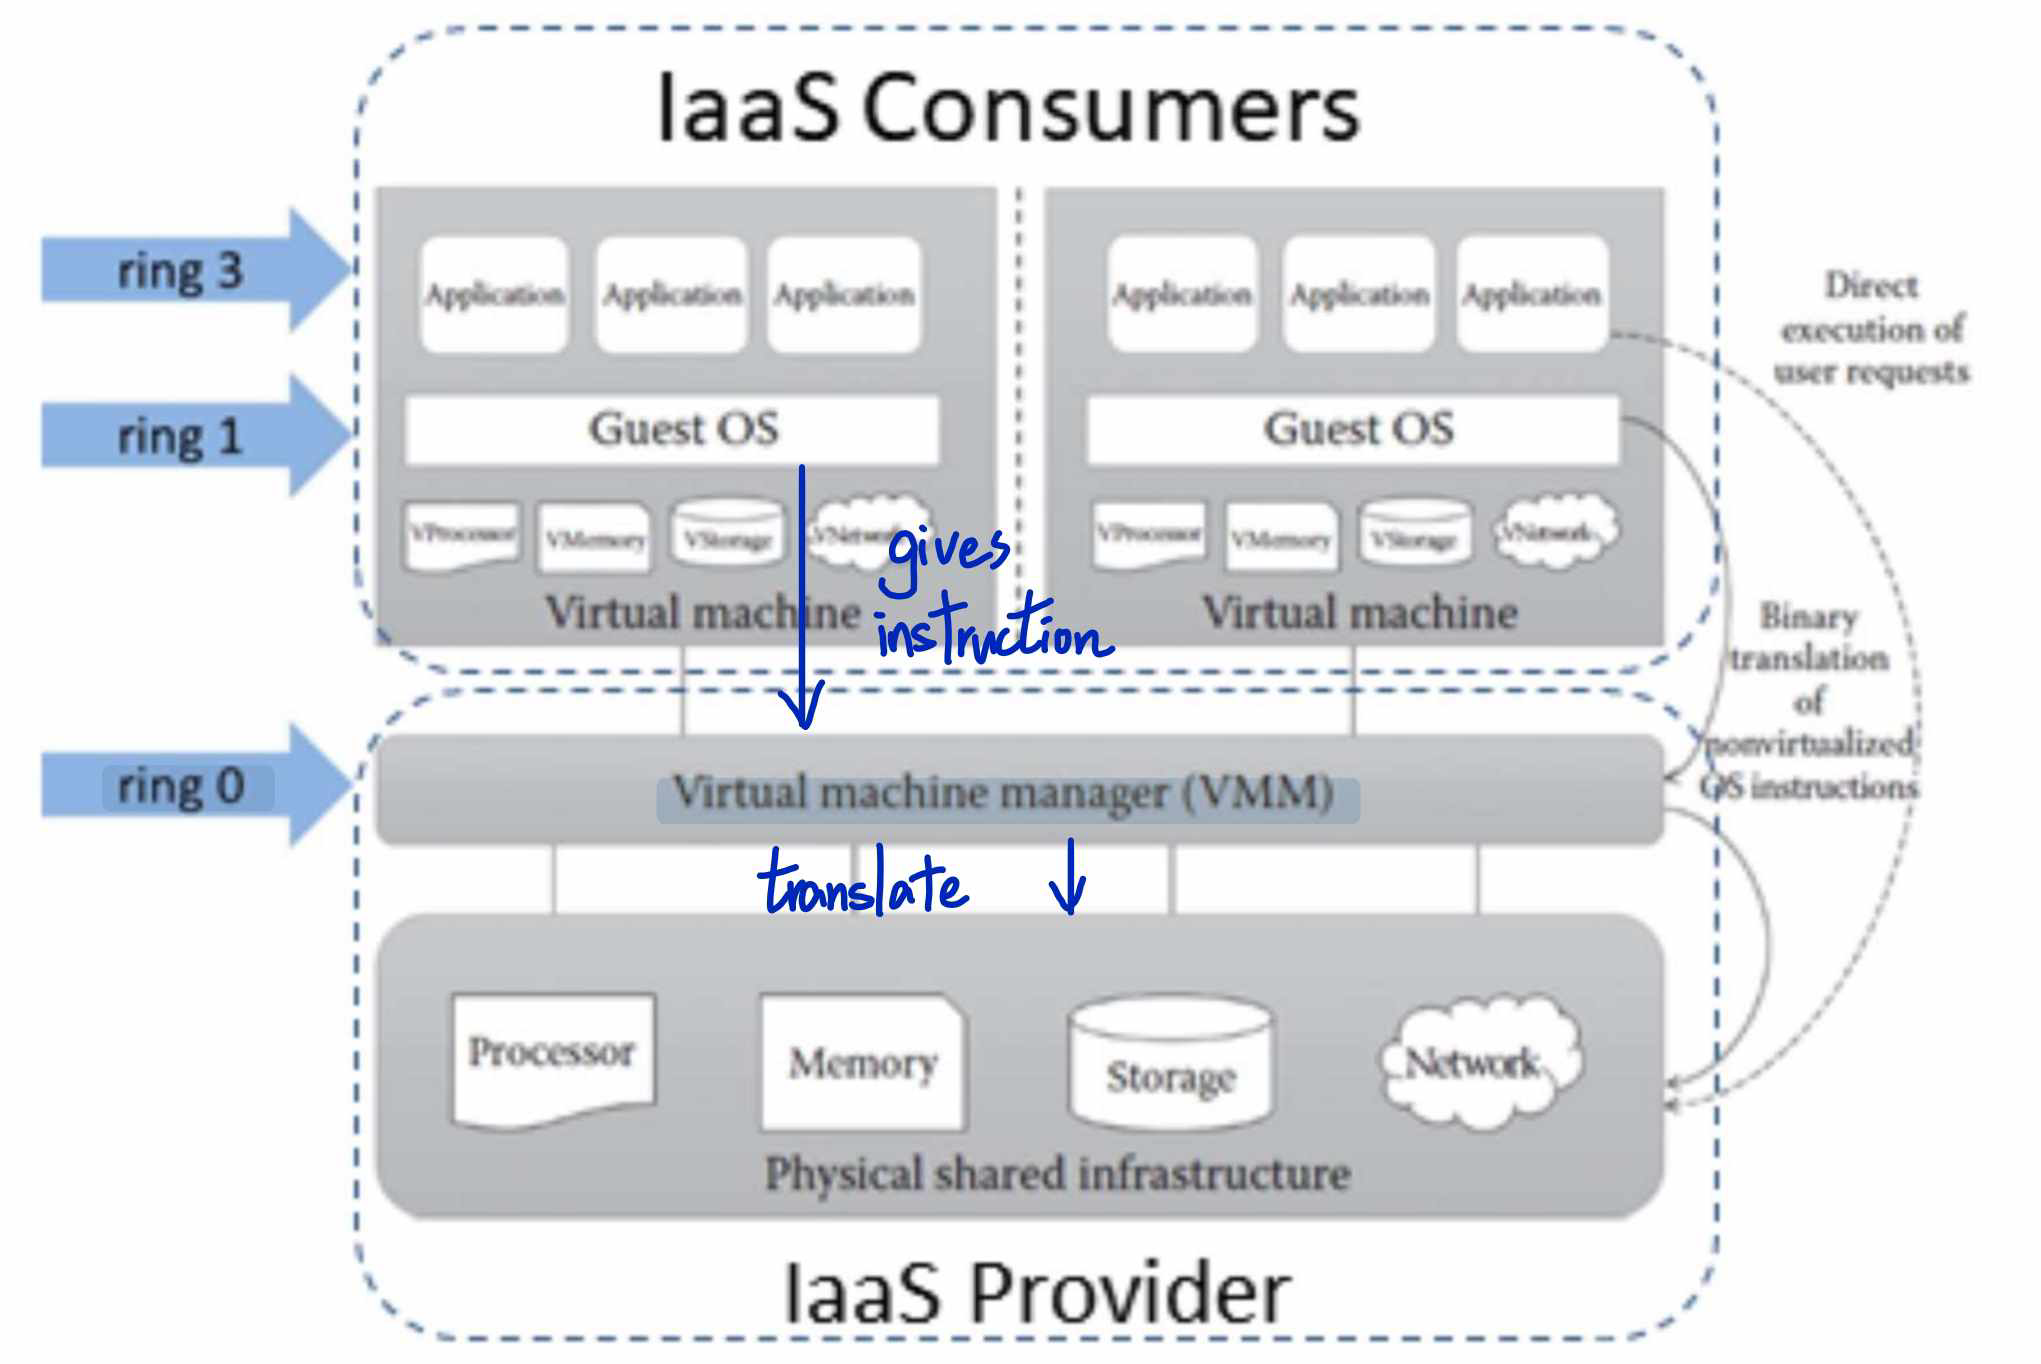 IaaS Consumers
ring 3
Application Application Application
Application Application Application
Direct
execution of
user requests
ring 1
Guest OS
Guest OS
VProcessor VMemory VStorage VNetwork
VProcessor VMemory VStorage VNetwork
gives
instruction
Virtual machine
Virtual machine
Binary
translation
of
nonvirtualized
OS instructions
ring 0
Virtual machine manager (VMM)
translate
Processor
Memory
Storage
Network
Physical shared infrastructure
IaaS Provider